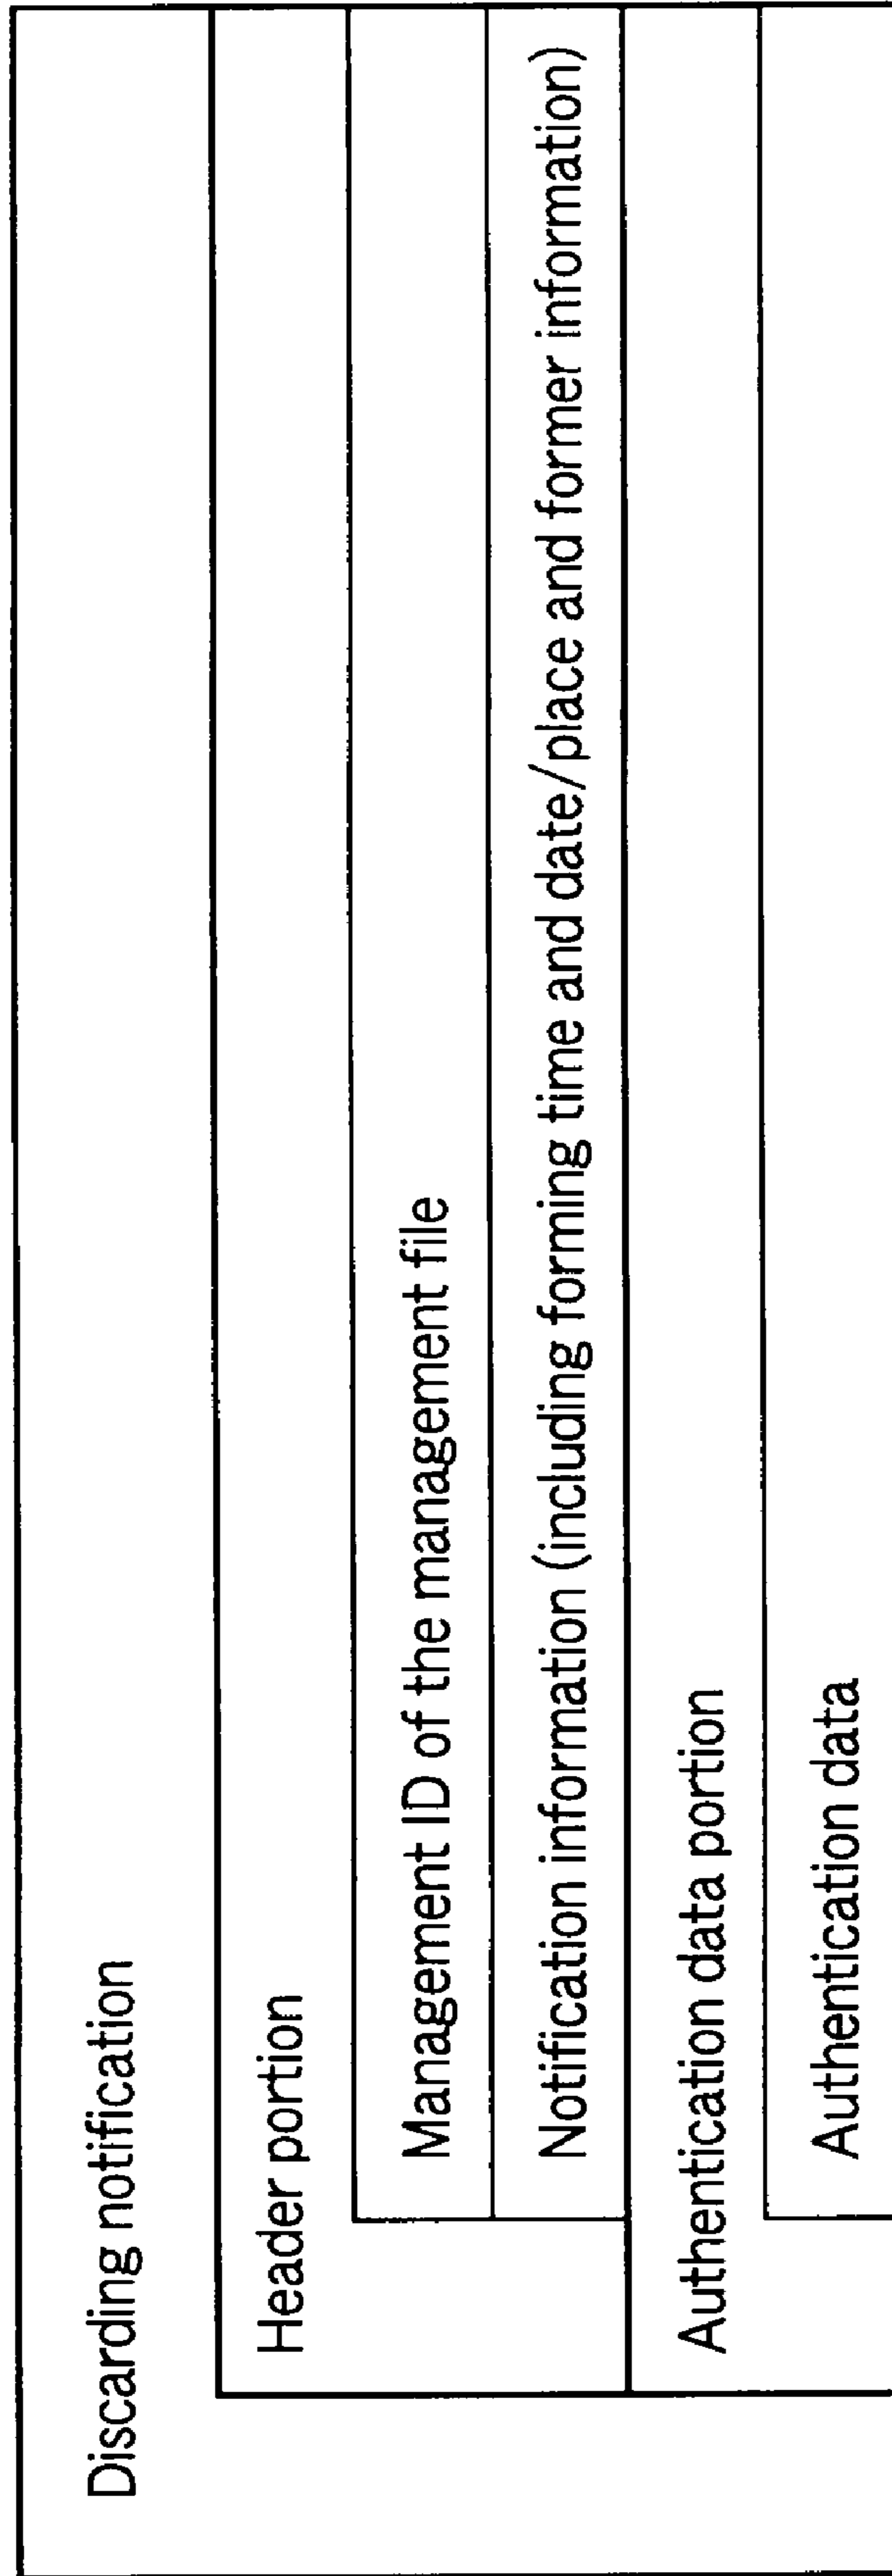 Discarding notification
Header portion
Management ID of the management file
Notification information (including forming time and date/place and former information)
Authentication data portion
Authentication data